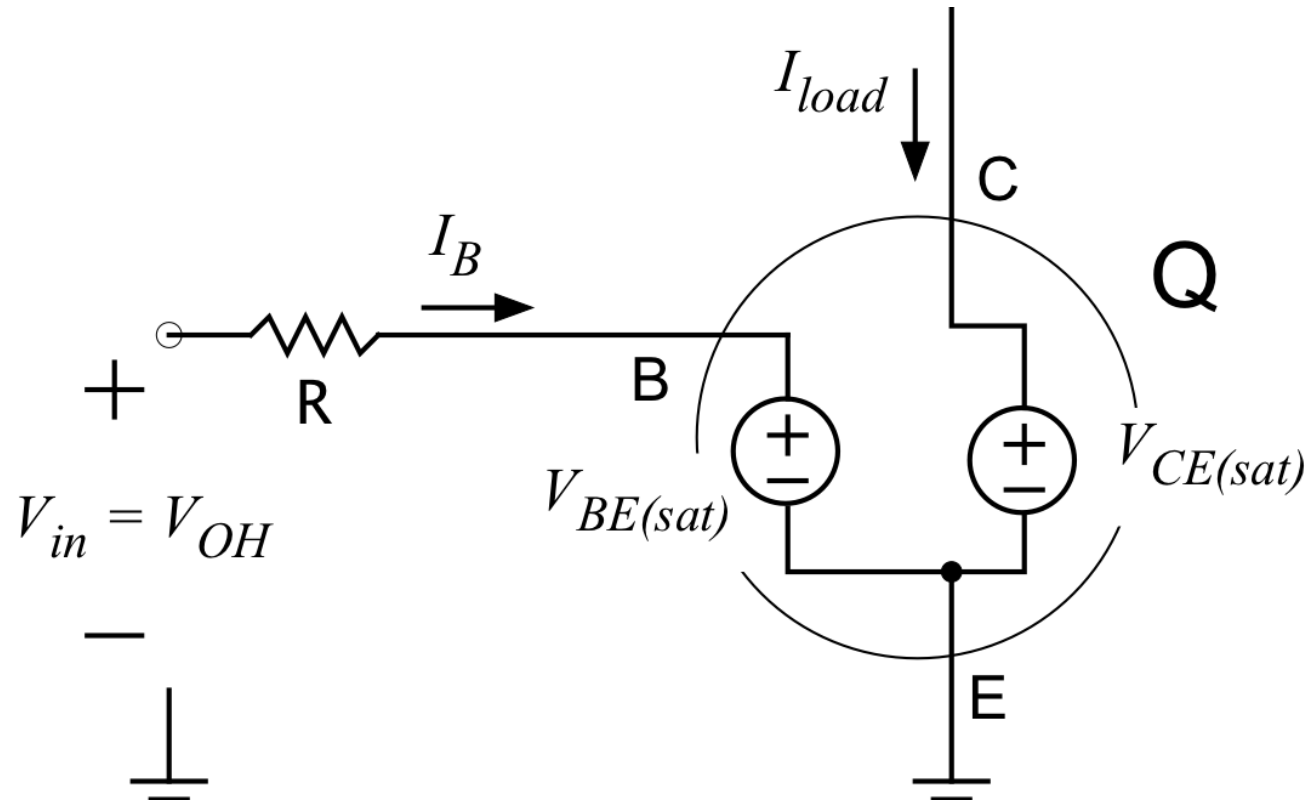 I_load
C
Q
I_B
B
R
+
V_in = V_OH
−
+
−
V_BE(sat)
+
−
V_CE(sat)
E